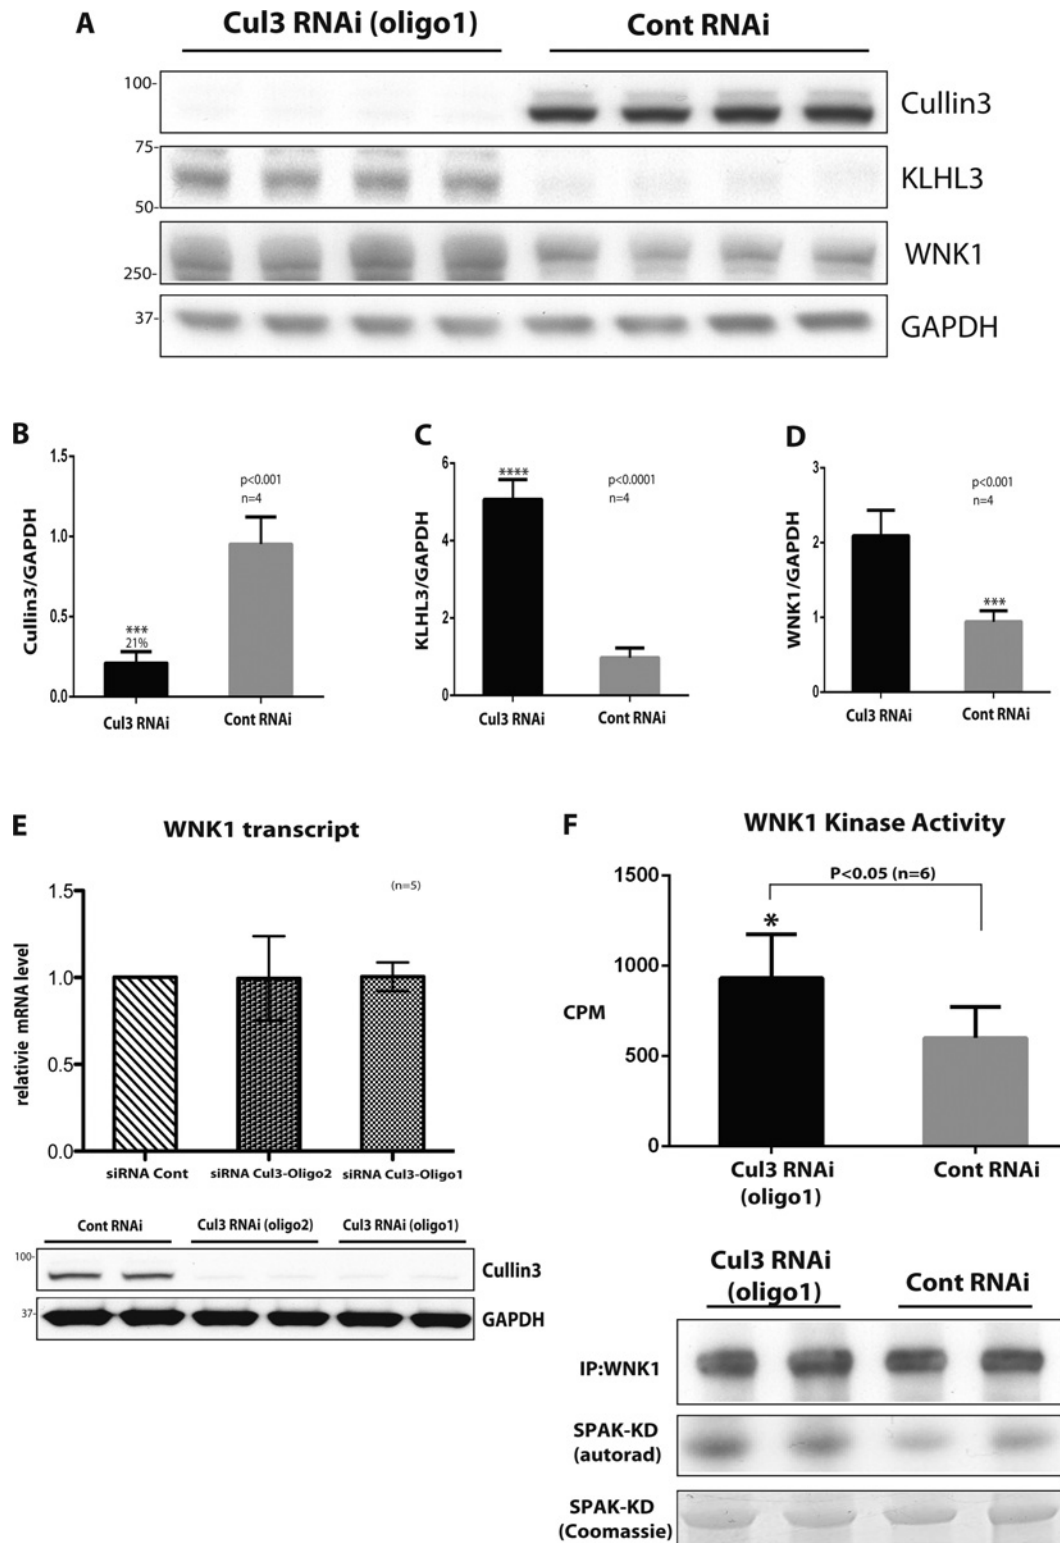 A
Cul3 RNAi (oligo1)
Cont RNAi
100-
Cullin3
75-
KLHL3
50-
WNK1
250-
37-
GAPDH
B
Cullin3/GAPDH
1.5
1.0
0.5
0.0
p<0.001
n=4
***
21%
Cul3 RNAi
Cont RNAi
C
KLHL3/GAPDH
6
4
2
0
****
p<0.0001
n=4
Cul3 RNAi
Cont RNAi
D
WNK1/GAPDH
3
2
1
0
p<0.001
n=4
***
Cul3 RNAi
Cont RNAi
E
WNK1 transcript
relativie mRNA level
1.5
1.0
0.5
0.0
(n=5)
siRNA Cont
siRNA Cul3-Oligo2
siRNA Cul3-Oligo1
Cont RNAi
Cul3 RNAi (oligo2)
Cul3 RNAi (oligo1)
100-
Cullin3
37-
GAPDH
F
WNK1 Kinase Activity
1500
1000
500
0
CPM
P<0.05 (n=6)
*
Cul3 RNAi
(oligo1)
Cont RNAi
Cul3 RNAi
(oligo1)
Cont RNAi
IP:WNK1
SPAK-KD
(autorad)
SPAK-KD
(Coomassie)